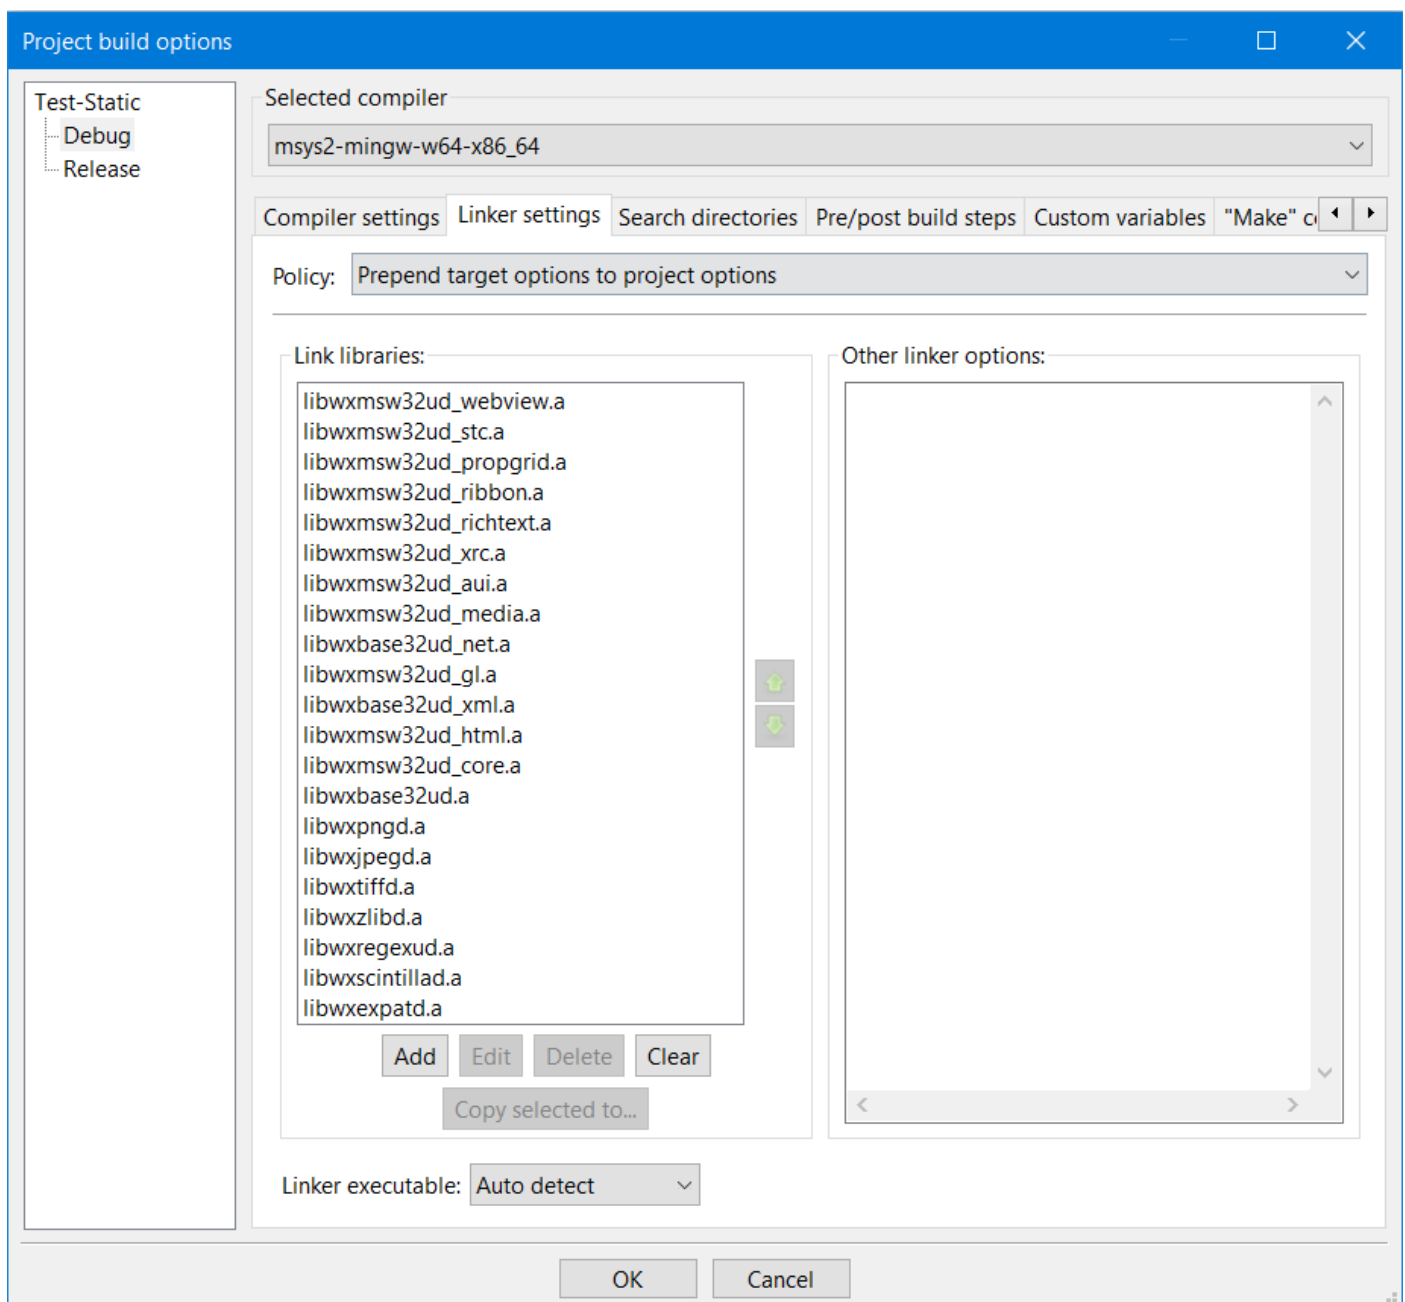 Project build options
Test-Static
Debug
Release
Selected compiler
msys2-mingw-w64-x86_64
Compiler settings Linker settings Search directories Pre/post build steps Custom variables "Make" c
Policy: Prepend target options to project options
Link libraries:
libwxmsw32ud_webview.a
libwxmsw32ud_stc.a
libwxmsw32ud_propgrid.a
libwxmsw32ud_ribbon.a
libwxmsw32ud_richtext.a
libwxmsw32ud_xrc.a
libwxmsw32ud_aui.a
libwxmsw32ud_media.a
libwxbase32ud_net.a
libwxmsw32ud_gl.a
libwxbase32ud_xml.a
libwxmsw32ud_html.a
libwxmsw32ud_core.a
libwxbase32ud.a
libwxpngd.a
libwxjpegd.a
libwxtiffd.a
libwxzlibd.a
libwxregexud.a
libwxscintillad.a
libwxexpatd.a
Add Edit Delete Clear
Copy selected to...
Other linker options:
Linker executable: Auto detect
OK Cancel